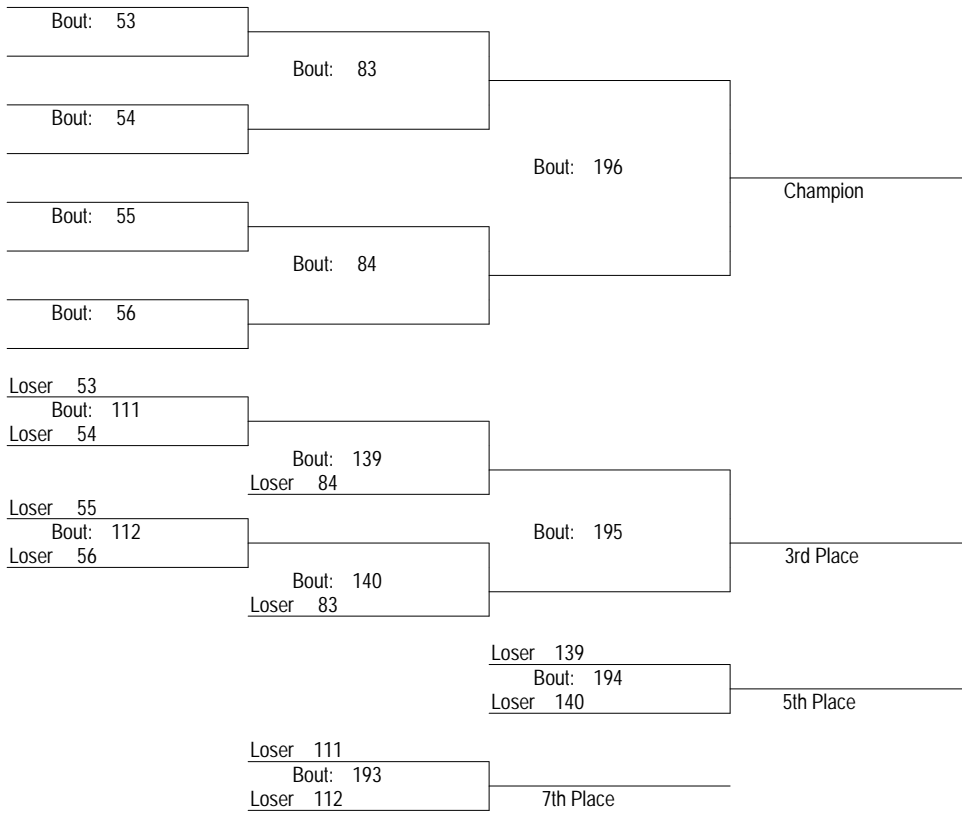 Bout: 53
Bout: 83
Bout: 54
Bout: 196
Champion
Bout: 55
Bout: 84
Bout: 56
Loser 53
Bout: 111
Loser 54
Bout: 139
Loser 84
Loser 55
Bout: 112
Loser 56
Bout: 195
3rd Place
Bout: 140
Loser 83
Loser 139
Bout: 194
Loser 140
5th Place
Loser 111
Bout: 193
Loser 112
7th Place